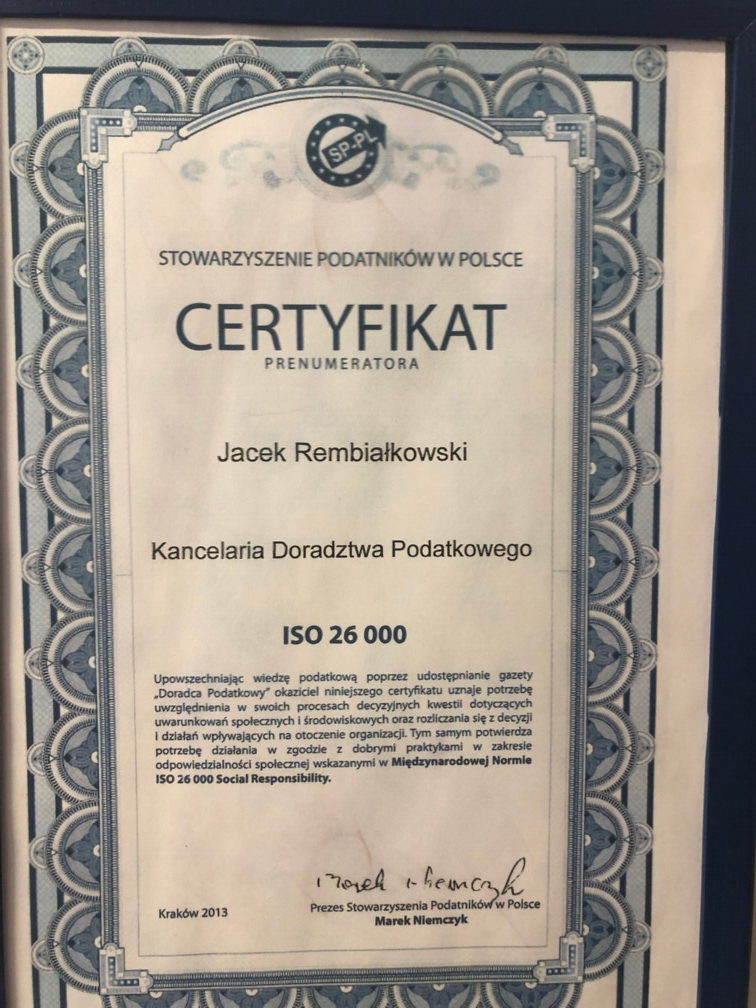 SP-PL
STOWARZYSZENIE PODATNIKÓW W POLSCE
CERTYFIKAT
PRENUMERATORA
Jacek Rembiałkowski
Kancelaria Doradztwa Podatkowego
ISO 26 000
Upowszechniając wiedzę podatkową poprzez udostępnianie gazety
„Doradca Podatkowy” okaziciel niniejszego certyfikatu uznaje potrzebę
uwzględnienia w swoich procesach decyzyjnych kwestii dotyczących
uwarunkowań społecznych i środowiskowych oraz rozliczania się z decyzji
i działań wpływających na otoczenie organizacji. Tym samym potwierdza
potrzebę działania w zgodzie z dobrymi praktykami w zakresie
odpowiedzialności społecznej wskazanymi w Międzynarodowej Normie
ISO 26 000 Social Responsibility.
Marek Niemczyk
Kraków 2013
Prezes Stowarzyszenia Podatników w Polsce
Marek Niemczyk